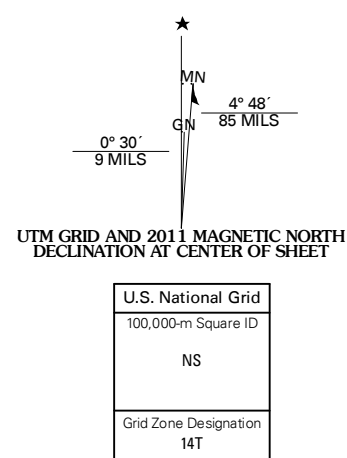 MN
4° 48´
85 MILS
GN
0° 30´
9 MILS
UTM GRID AND 2011 MAGNETIC NORTH
DECLINATION AT CENTER OF SHEET
U.S. National Grid
100,000-m Square ID
NS
Grid Zone Designation
14T